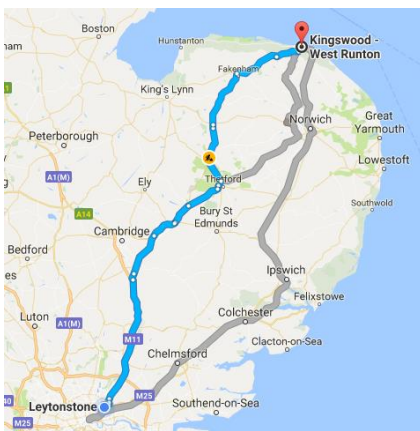 Boston
Hunstanton
Kingswood -
West Runton
Fakenham
King's Lynn
Norwich
Great
Yarmouth
Peterborough
A1(M)
Lowestoft
Thetford
Ely
Southwold
A14
Bury St
Edmunds
Cambridge
Bedford
Ipswich
Felixstowe
Luton
A1(M)
M11
Colchester
Clacton-on-Sea
Chelmsford
M25
Leytonstone
40
M25
Southend-on-Sea